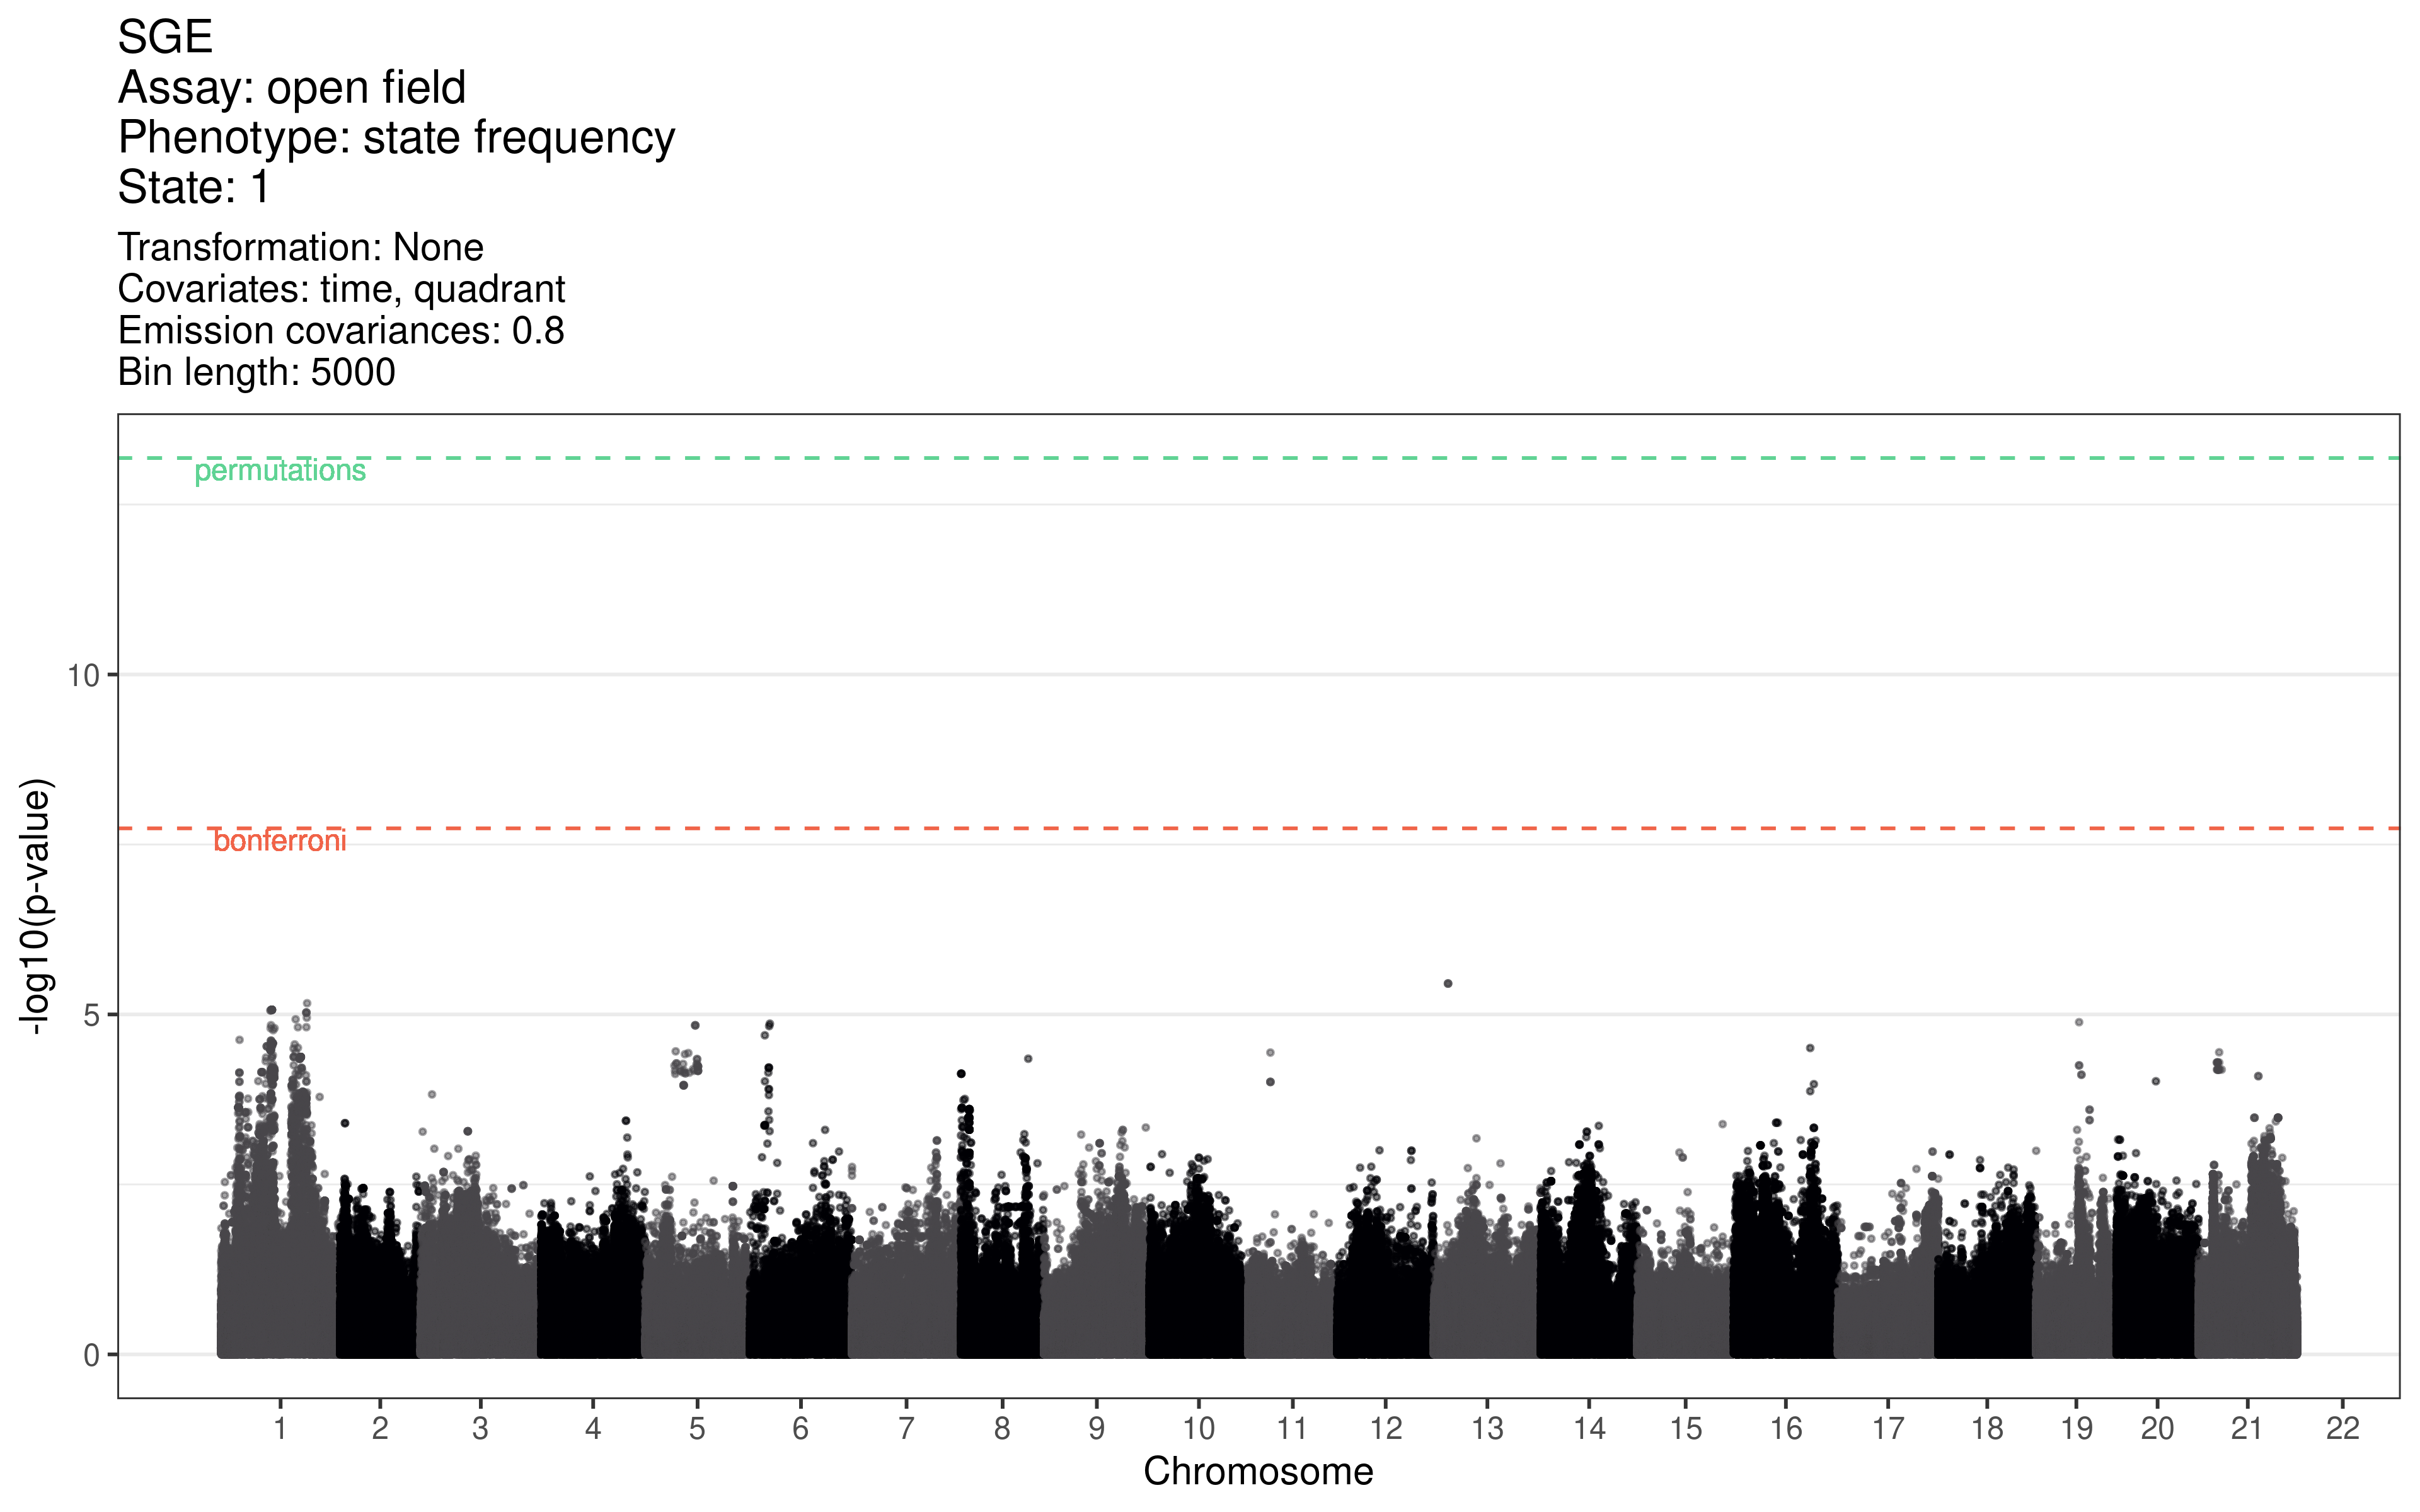 SGE
Assay: open field
Phenotype: state frequency
State: 1
Transformation: None
Covariates: time, quadrant
Emission covariances: 0.8
Bin length: 5000
permutations
10
bonferroni
-log10(p-value)
5
0
1 2 3 4 5 6 7 8 9 10 11 12 13 14 15 16 17 18 19 20 21 22
Chromosome